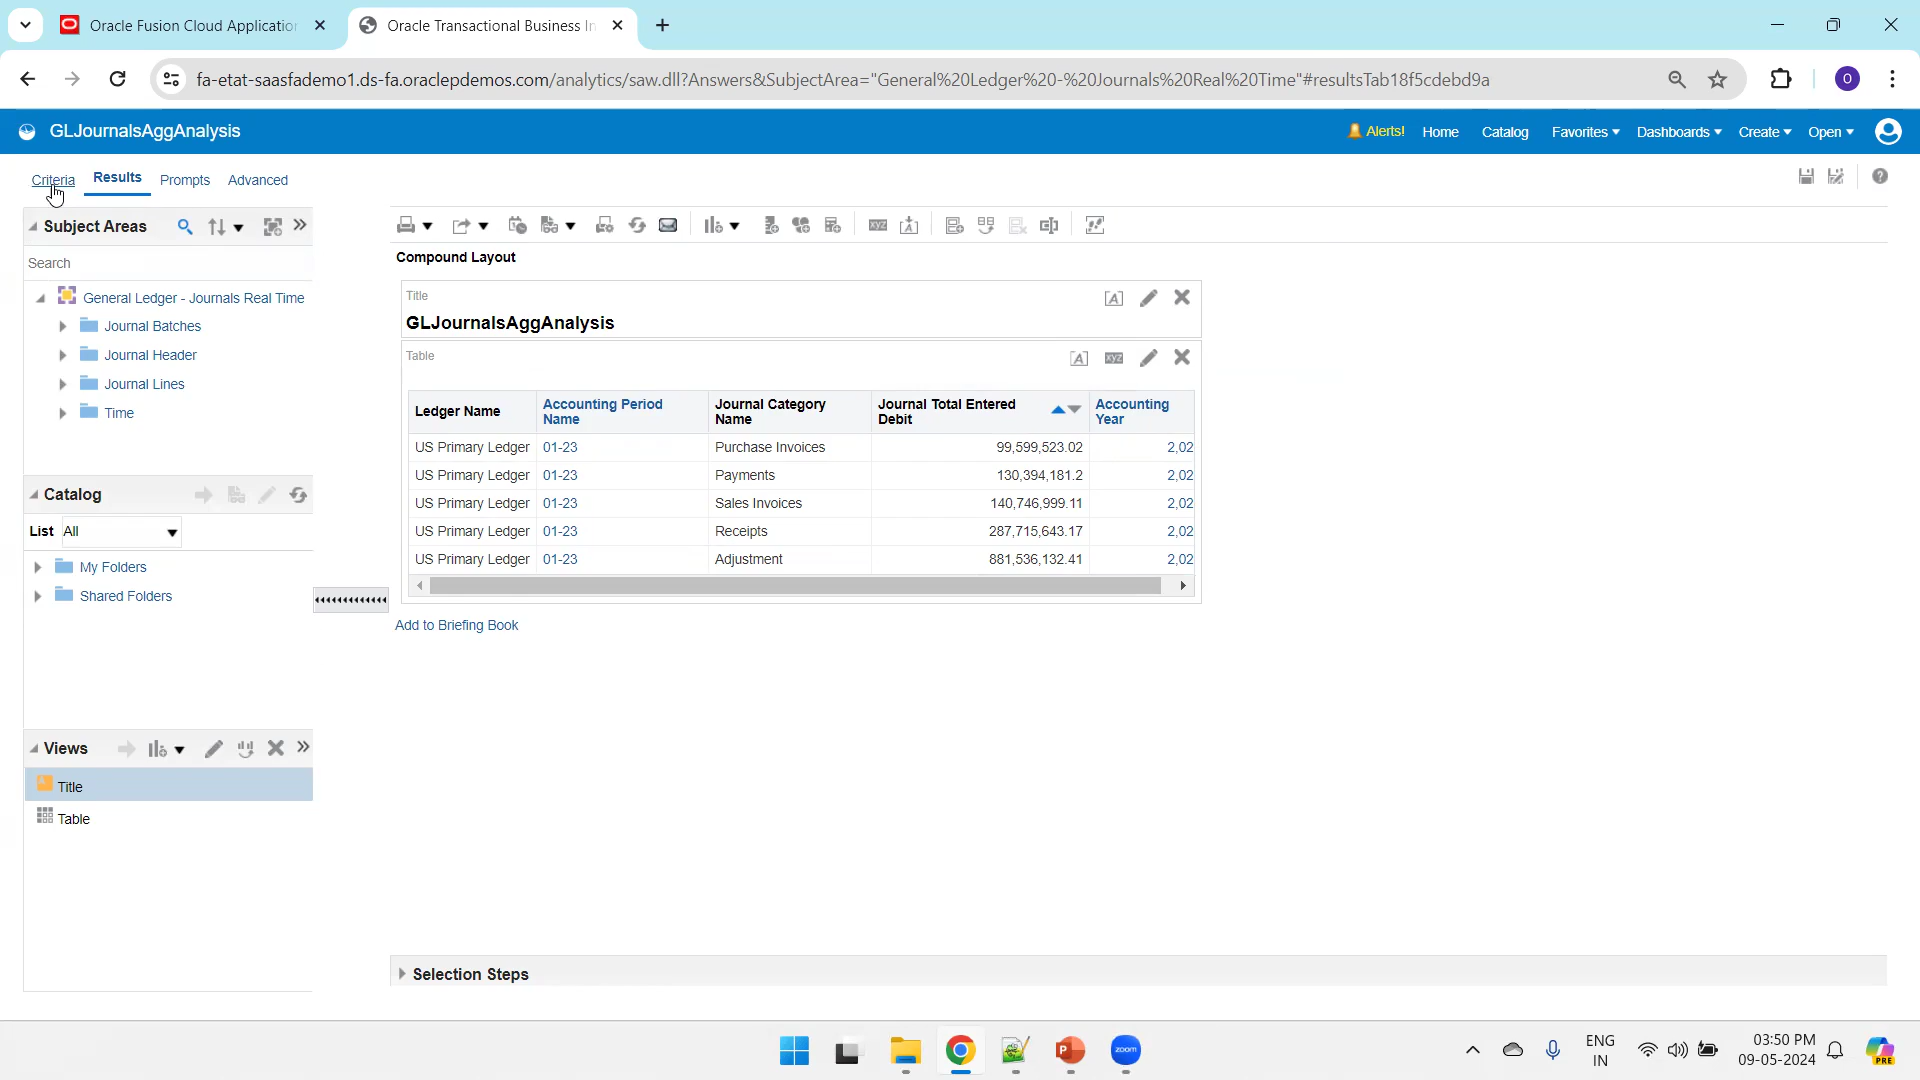 Oracle Fusion Cloud Application
Oracle Transactional Business In
fa-etat-saasfademo1.ds-fa.oraclepdemos.com/analytics/saw.dll?Answers&SubjectArea="General%20Ledger%20-%20Journals%20Real%20Time"#resultsTab18f5cdebd9a
O
GLJournalsAggAnalysis
Alerts! Home Catalog Favorites Dashboards Create Open
Criteria Results Prompts Advanced
Subject Areas
Search
General Ledger - Journals Real Time
Journal Batches
Journal Header
Journal Lines
Time
Catalog
List All
My Folders
Shared Folders
Views
Title
Table
xyz
Compound Layout
Title
GLJournalsAggAnalysis
Table
xyz
Ledger Name Accounting Period Name Journal Category Name Journal Total Entered Debit Accounting Year
US Primary Ledger 01-23 Purchase Invoices 99,599,523.02 2,02
US Primary Ledger 01-23 Payments 130,394,181.2 2,02
US Primary Ledger 01-23 Sales Invoices 140,746,999.11 2,02
US Primary Ledger 01-23 Receipts 287,715,643.17 2,02
US Primary Ledger 01-23 Adjustment 881,536,132.41 2,02
Add to Briefing Book
Selection Steps
zoom
ENG
IN
03:50 PM
09-05-2024
PRE